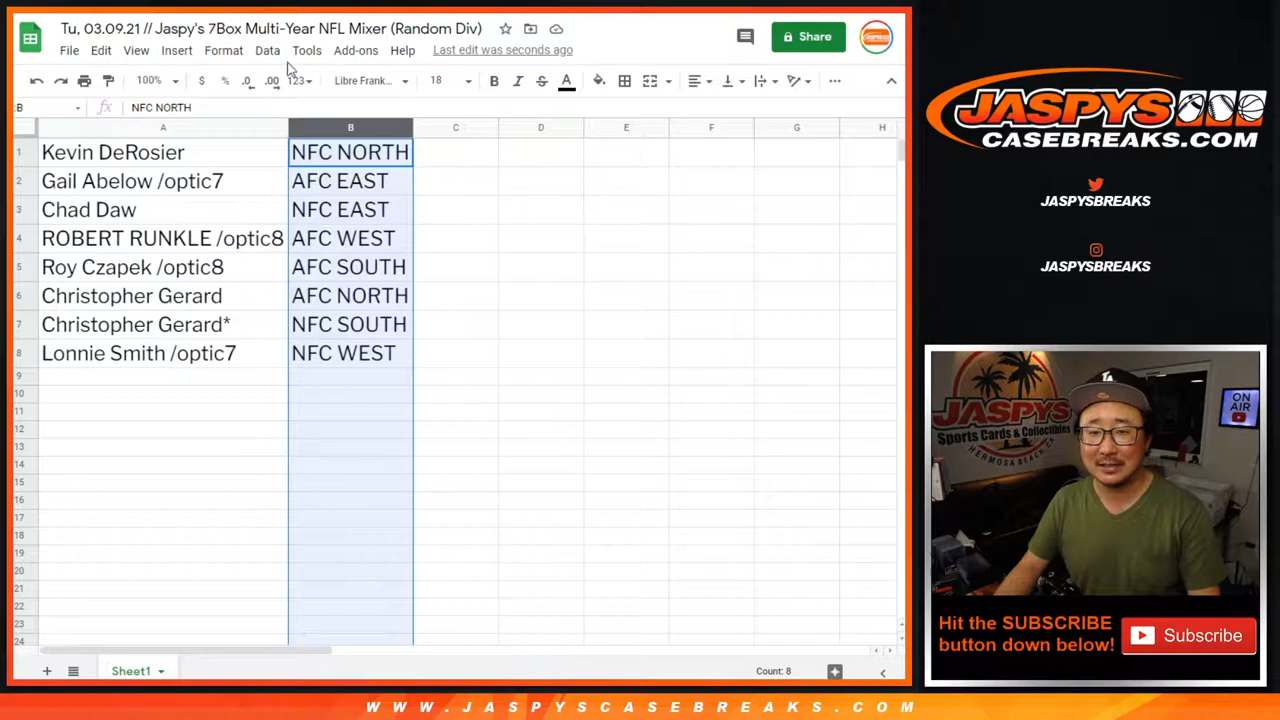 Tu, 03.09.21 // Jaspy's 7Box Multi-Year NFL Mixer (Random Div)
File Edit View Insert Format Data Tools Add-ons Help Last edit was seconds ago
Share
100% $ % .0 .00 123 Libre Frank... 18 B I S A
:B fx NFC NORTH
A B C D E F G H
1 Kevin DeRosier NFC NORTH
2 Gail Abelow /optic7 AFC EAST
3 Chad Daw NFC EAST
4 ROBERT RUNKLE /optic8 AFC WEST
5 Roy Czapek /optic8 AFC SOUTH
6 Christopher Gerard AFC NORTH
7 Christopher Gerard* NFC SOUTH
8 Lonnie Smith /optic7 NFC WEST
9
10
11
12
13
14
15
16
17
18
19
20
21
22
23
24
Sheet1 Count: 8
JASPYS
CASEBREAKS.COM
JASPYSBREAKS
JASPYSBREAKS
JASPYS
Sports Cards & Collectibles
HERMOSA BEACH, CA
LA
ON
AIR
Hit the SUBSCRIBE
button down below!
Subscribe
WWW.JASPYSCASEBREAKS.COM